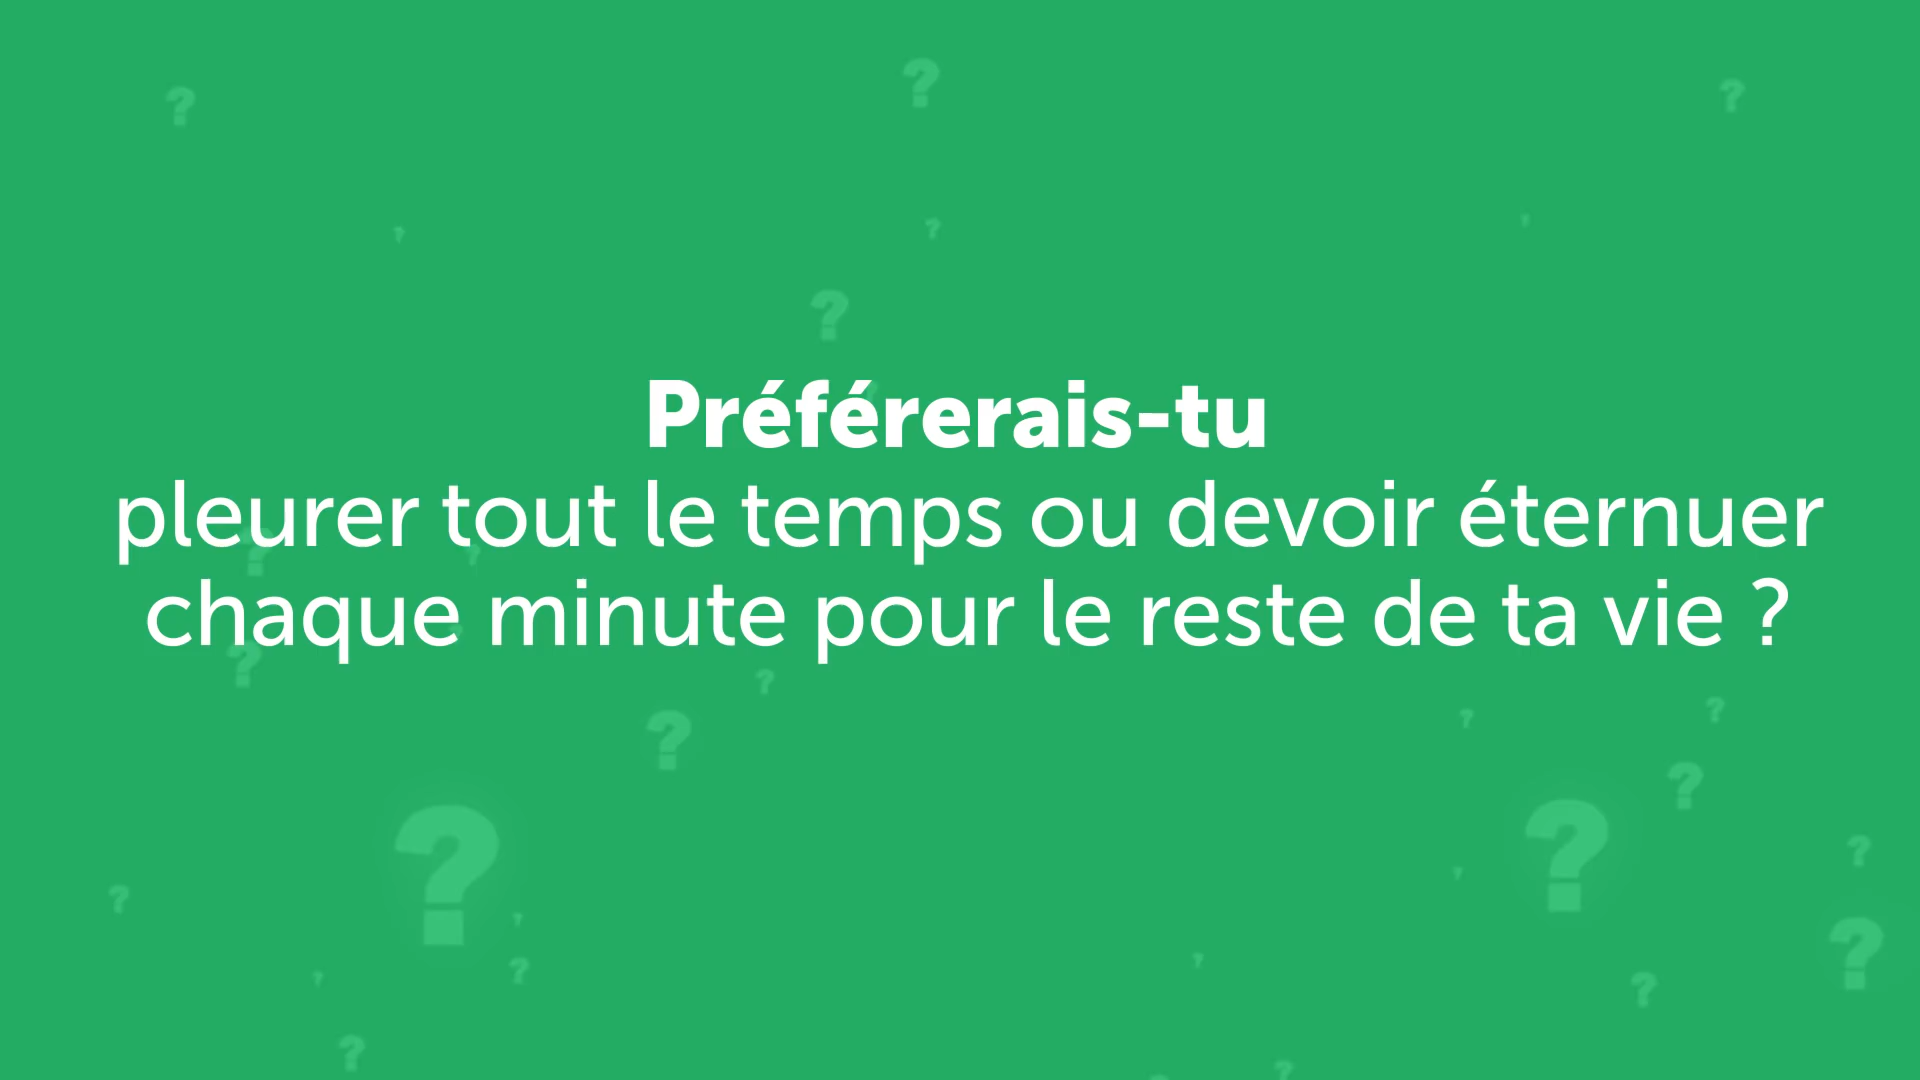 Préférerais-tu
pleurer tout le temps ou devoir éternuer
chaque minute pour le reste de ta vie ?